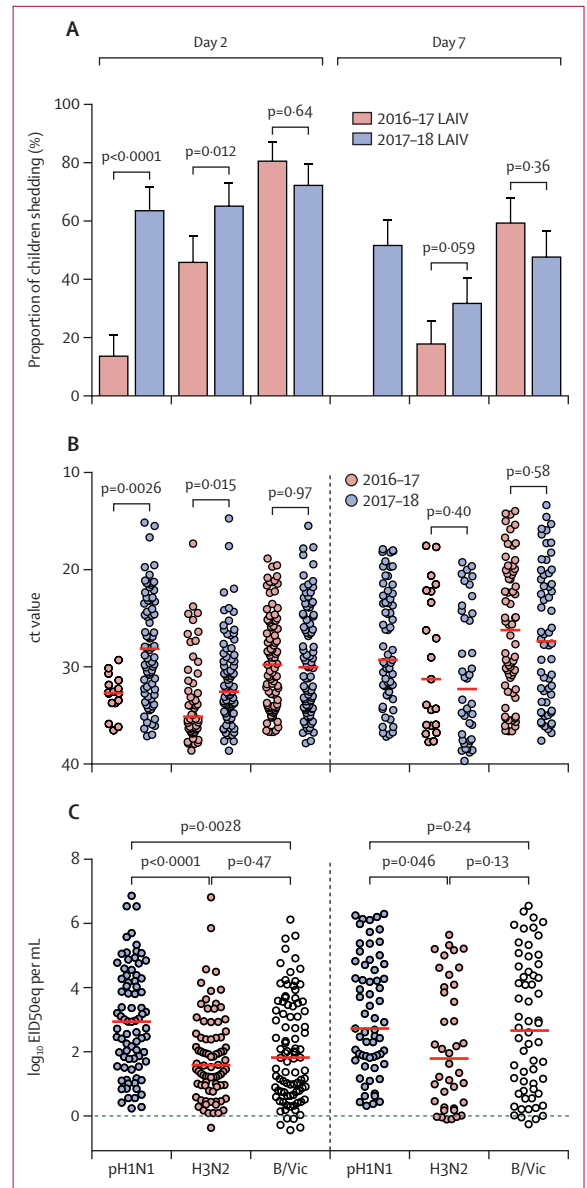 A
Day 2
Day 7
Proportion of children shedding (%)
100
80
60
40
20
0
p<0·0001
p=0·012
p=0·64
2016–17 LAIV
2017–18 LAIV
p=0·059
p=0·36
B
ct value
10
20
30
40
p=0·0026
p=0·015
p=0·97
2016–17
2017–18
p=0·40
p=0·58
C
log₁₀ EID50eq per mL
8
6
4
2
0
p=0·0028
p<0·0001
p=0·47
p=0·24
p=0·046
p=0·13
pH1N1
H3N2
B/Vic
pH1N1
H3N2
B/Vic